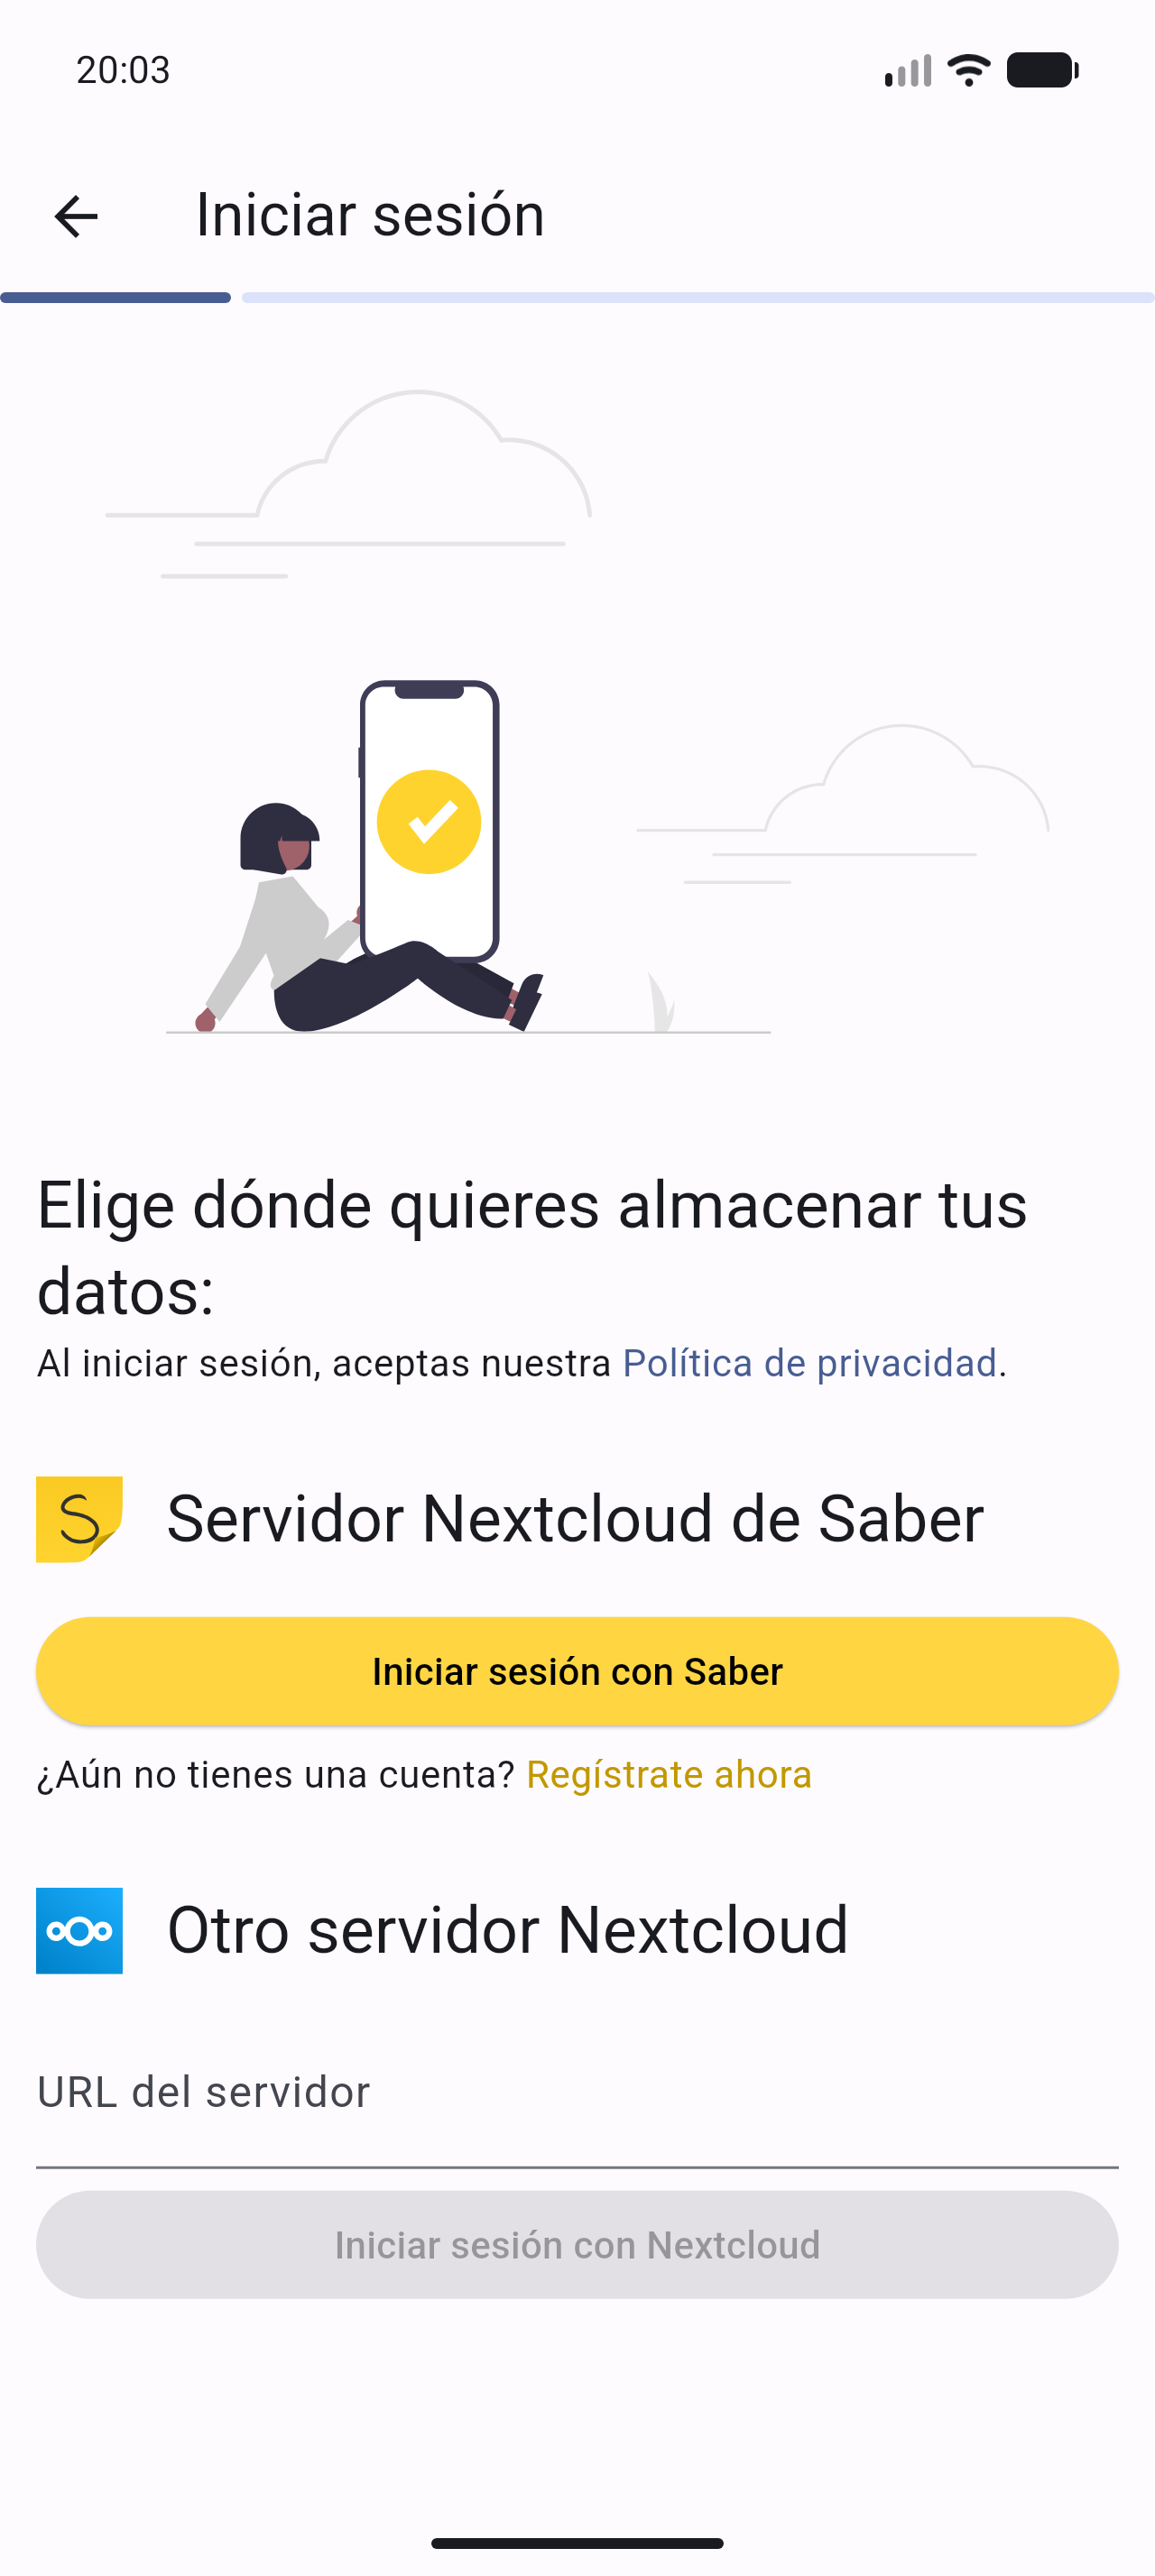 20:03
Iniciar sesión
Elige dónde quieres almacenar tus
datos:
Al iniciar sesión, aceptas nuestra Política de privacidad.
S
Servidor Nextcloud de Saber
Iniciar sesión con Saber
¿Aún no tienes una cuenta? Regístrate ahora
Otro servidor Nextcloud
URL del servidor
Iniciar sesión con Nextcloud